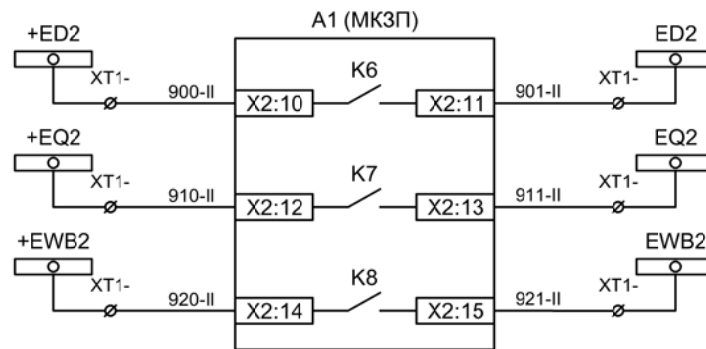 А1 (МКЗП)
+ED2
ED2
XT1-
900-II
X2:10
K6
X2:11
901-II
XT1-
+EQ2
EQ2
XT1-
910-II
X2:12
K7
X2:13
911-II
XT1-
+EWB2
EWB2
XT1-
920-II
X2:14
K8
X2:15
921-II
XT1-